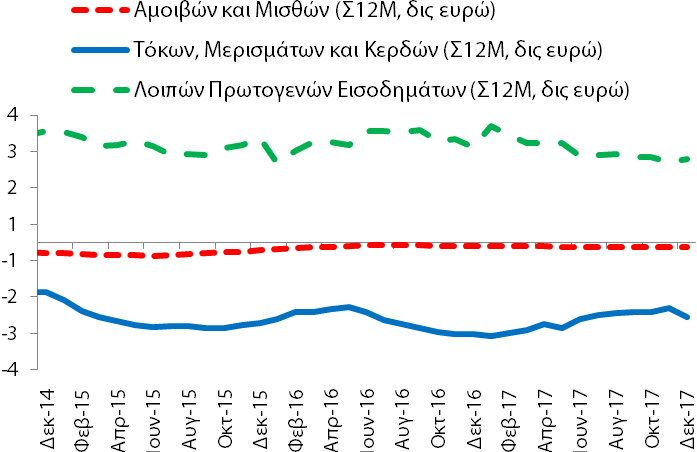 Αμοιβών και Μισθών (Σ12Μ, δις ευρώ)
Τόκων, Μερισμάτων και Κερδών (Σ12Μ, δις ευρώ)
Λοιπών Πρωτογενών Εισοδημάτων (Σ12Μ, δις ευρώ)
4
3
2
1
-1
-2
-3
-4
Δεκ-14
Φεβ-15
Απρ-15
Ιουν-15
Αυγ-15
Οκτ-15
Δεκ-15
Φεβ-16
Απρ-16
Ιουν-16
Αυγ-16
Οκτ-16
Δεκ-16
Φεβ-17
Απρ-17
Ιουν-17
Αυγ-17
Οκτ-17
Δεκ-17